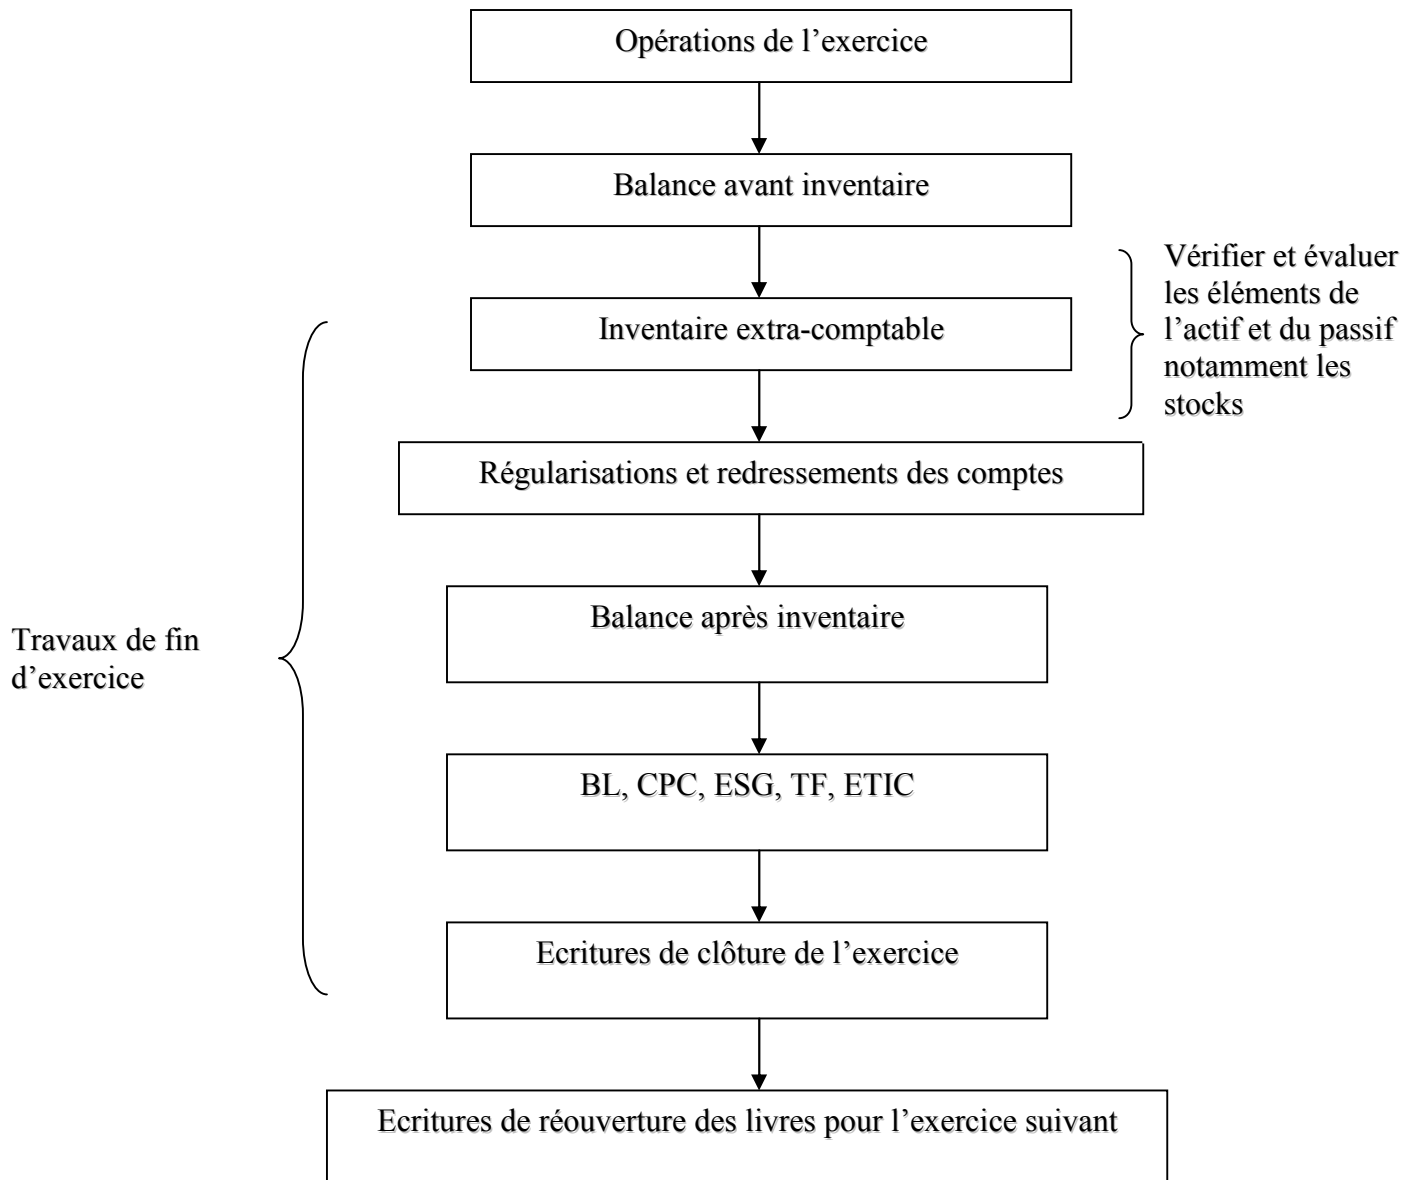 Opérations de l’exercice
Balance avant inventaire
Inventaire extra-comptable
Vérifier et évaluer
les éléments de
l’actif et du passif
notamment les
stocks
Régularisations et redressements des comptes
Balance après inventaire
Travaux de fin
d’exercice
BL, CPC, ESG, TF, ETIC
Ecritures de clôture de l’exercice
Ecritures de réouverture des livres pour l’exercice suivant